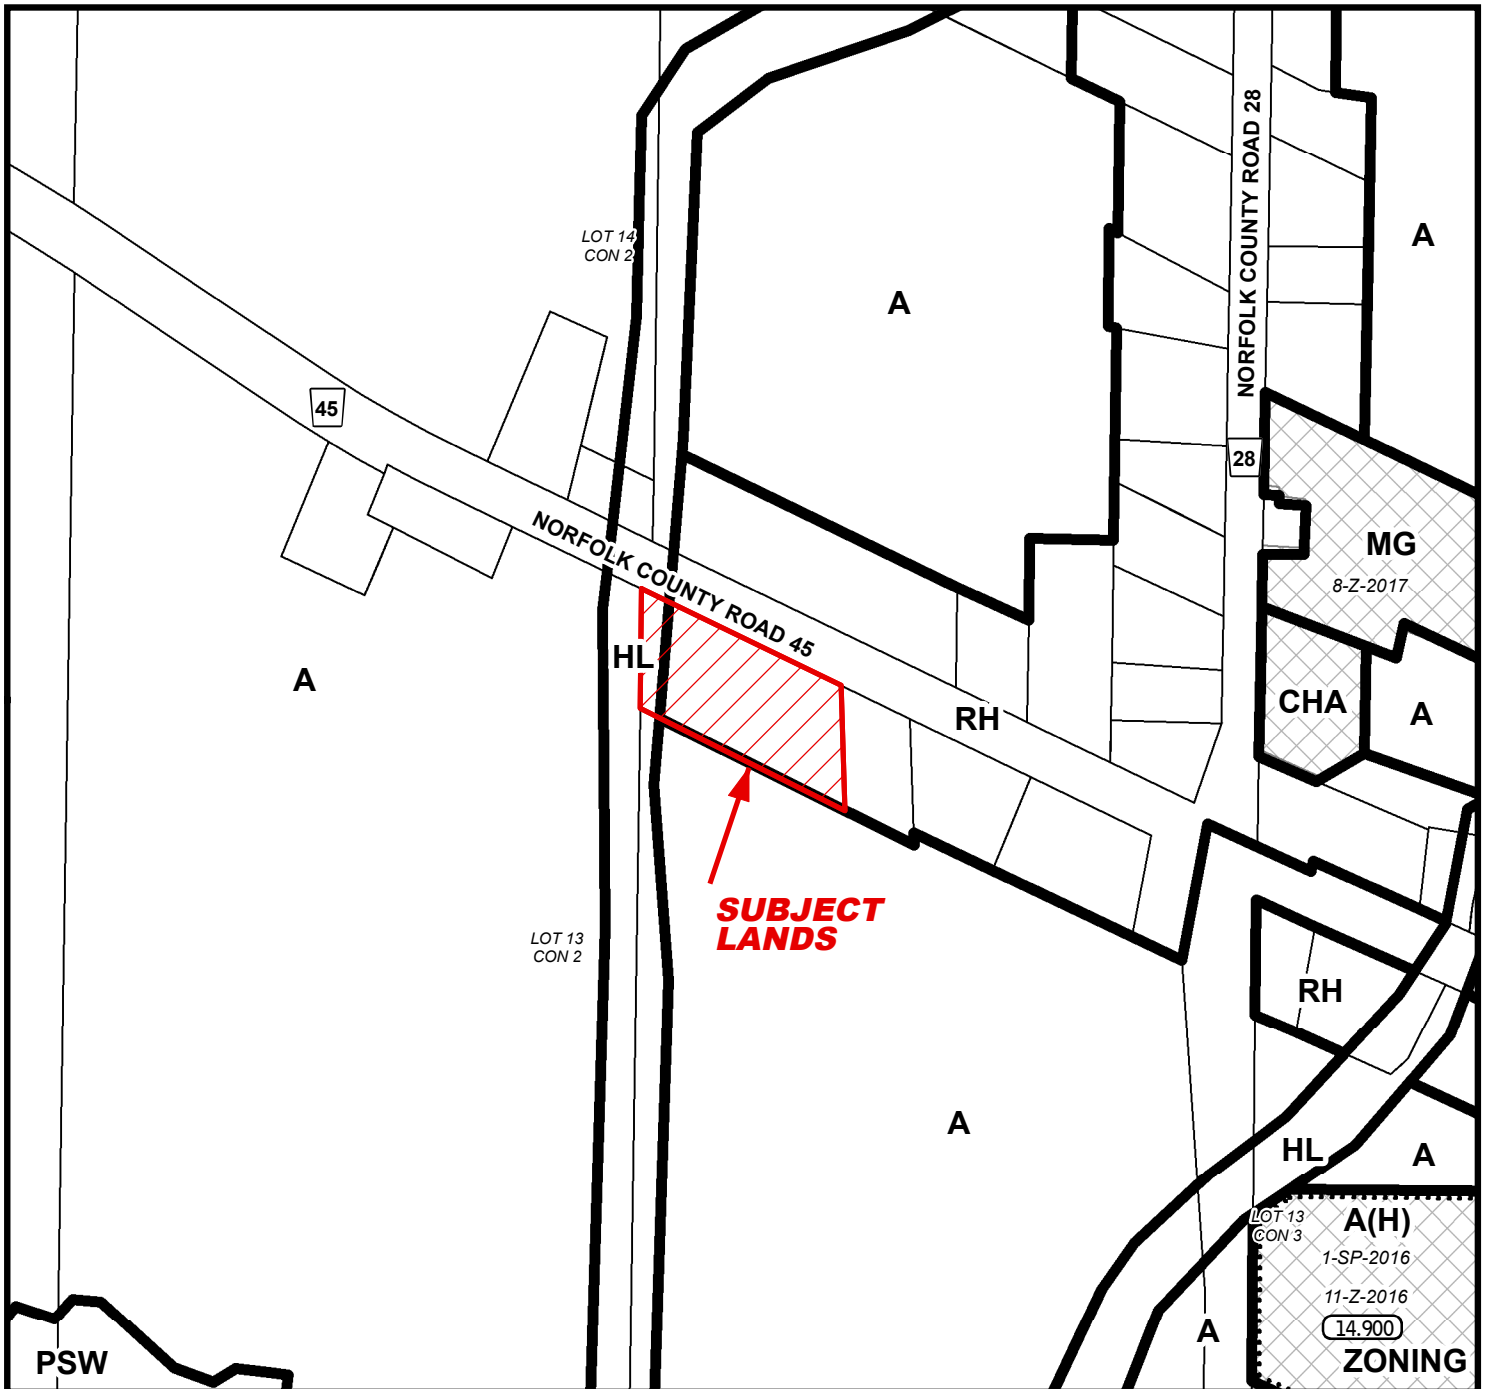 NORFOLK COUNTY ROAD 28
A
LOT 14
CON 2
A
45
28
MG
8-Z-2017
NORFOLK COUNTY ROAD 45
HL
A
CHA
A
RH
SUBJECT
LANDS
LOT 13
CON 2
RH
A
HL
A
LOT 13
CON 3
A(H)
1-SP-2016
11-Z-2016
14.900
A
PSW
ZONING